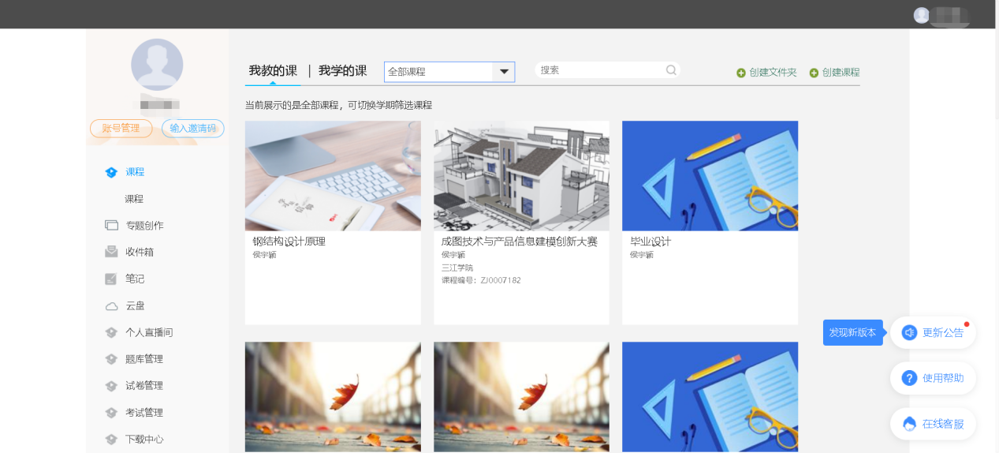 我教的课 | 我学的课
全部课程
搜索
创建文件夹
创建课程
账号管理
输入邀请码
当前展示的是全部课程，可切换学期筛选课程
课程
课程
专题创作
收件箱
笔记
云盘
个人直播间
题库管理
试卷管理
考试管理
下载中心
钢结构设计原理
侯宇颖
成图技术与产品信息建模创新大赛
侯宇颖
三江学院
课程编号：ZJ0007182
毕业设计
侯宇颖
发现新版本
更新公告
使用帮助
在线客服